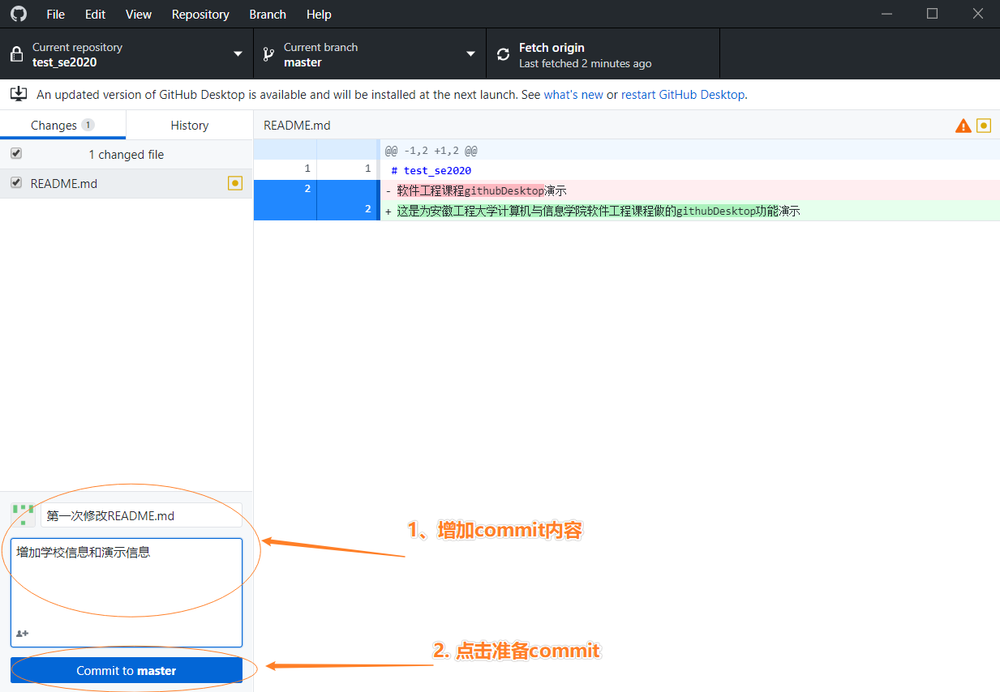 File Edit View Repository Branch Help
Current repository
test_se2020
Current branch
master
Fetch origin
Last fetched 2 minutes ago
An updated version of GitHub Desktop is available and will be installed at the next launch. See what's new or restart GitHub Desktop.
Changes 1
History
README.md
1 changed file
README.md
@@ -1,2 +1,2 @@
1 1 # test_se2020
2 - 软件工程课程githubDesktop演示
2 + 这是为安徽工程大学计算机与信息学院软件工程课程做的githubDesktop功能演示
第一次修改README.md
增加学校信息和演示信息
Commit to master
1、增加commit内容
2. 点击准备commit